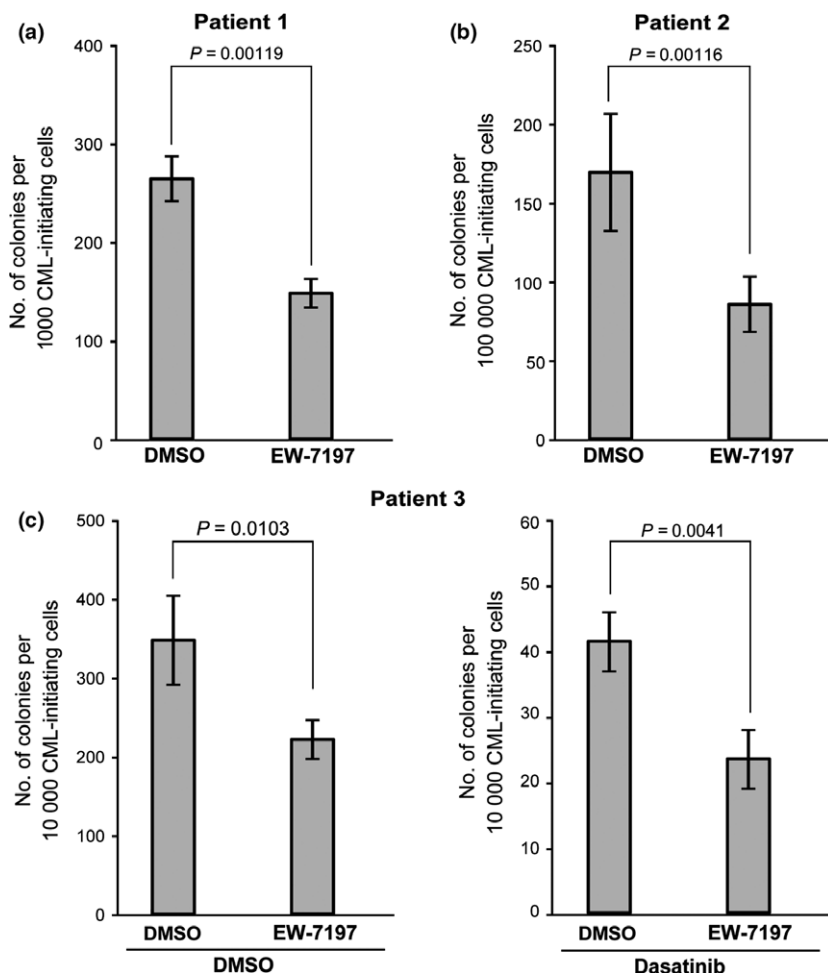 (a)
Patient 1
No. of colonies per
1000 CML-initiating cells
400
300
200
100
0
P = 0.00119
DMSO
EW-7197
(b)
Patient 2
No. of colonies per
100 000 CML-initiating cells
250
200
150
100
50
0
P = 0.00116
DMSO
EW-7197
(c)
Patient 3
No. of colonies per
10 000 CML-initiating cells
500
400
300
200
100
0
P = 0.0103
DMSO
EW-7197
DMSO
No. of colonies per
10 000 CML-initiating cells
60
50
40
30
20
10
0
P = 0.0041
DMSO
EW-7197
Dasatinib